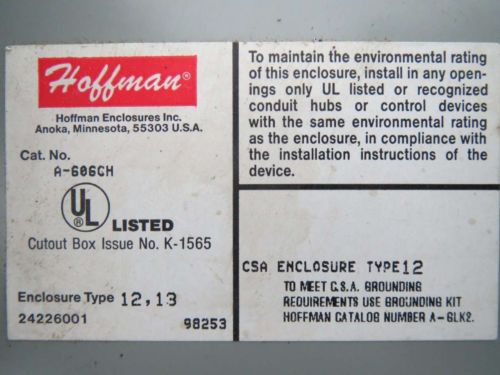 Hoffman®
Hoffman Enclosures Inc.
Anoka, Minnesota, 55303 U.S.A.
Cat. No.
A-606CH
UL LISTED
Cutout Box Issue No. K-1565
Enclosure Type 12,13
24226001
98253
To maintain the environmental rating
of this enclosure, install in any open-
ings only UL listed or recognized
conduit hubs or control devices
with the same environmental rating
as the enclosure, in compliance with
the installation instructions of the
device.
CSA ENCLOSURE TYPE 12
TO MEET C.S.A. GROUNDING
REQUIREMENTS USE GROUNDING KIT
HOFFMAN CATALOG NUMBER A-GLK2.